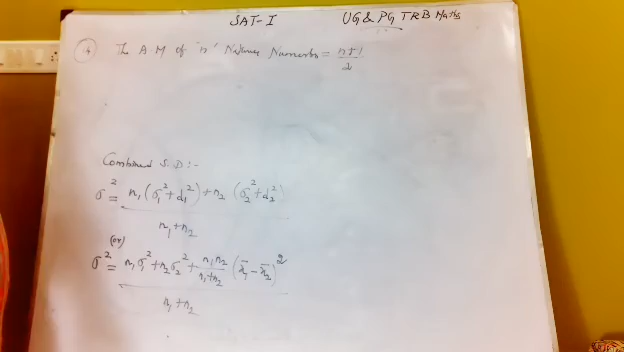 SAT-I UG & PG TRB Maths
(4) The A.M of 'n' Natural Numbers = n+1/2
Combined S.D:-
σ² = n₁(σ₁²+d₁²)+n₂(σ₂²+d₂²)
n₁+n₂
(or)
σ² = n₁σ₁²+n₂σ₂²+n₁n₂/n₁+n₂(x̄₁-x̄₂)²
n₁+n₂